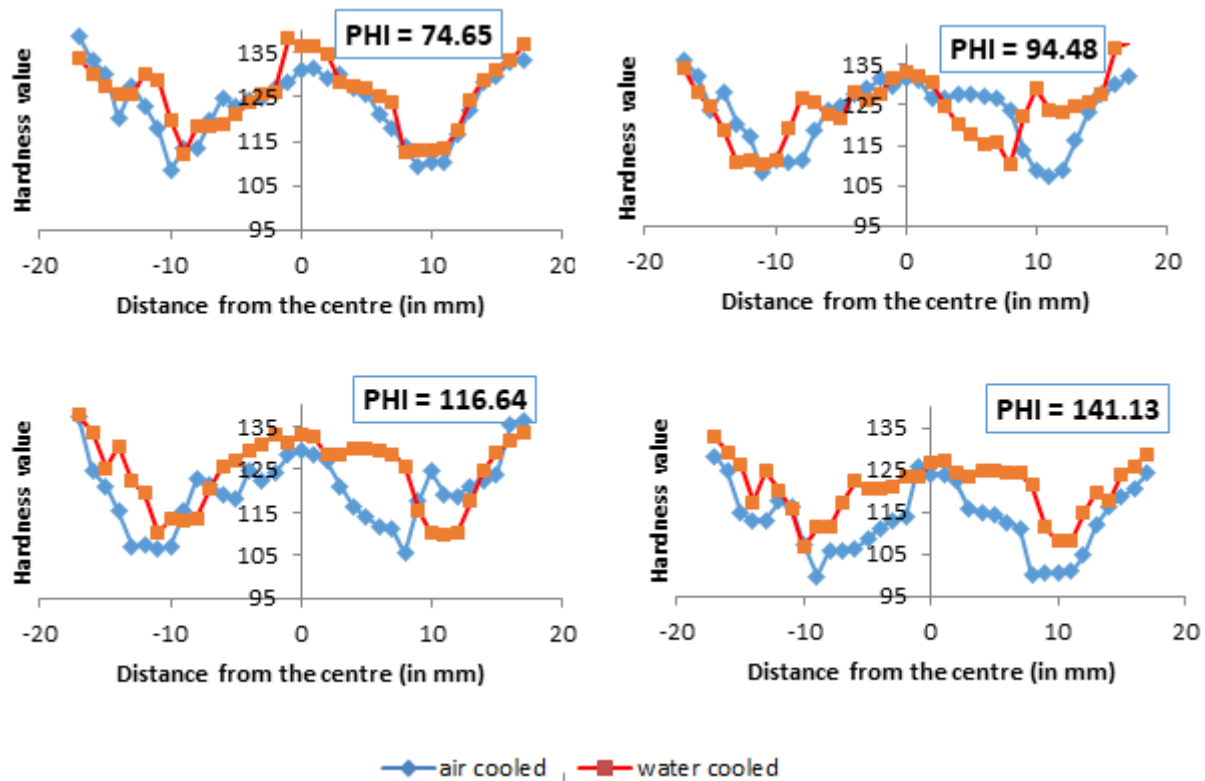 PHI = 74.65
135
125
115
105
95
Hardness value
-20 -10 0 10 20
Distance from the centre (in mm)
PHI = 94.48
135
125
115
105
95
Hardness value
-20 -10 0 10 20
Distance from the centre (in mm)
PHI = 116.64
135
125
115
105
95
Hardness value
-20 -10 0 10 20
Distance from the centre (in mm)
PHI = 141.13
135
125
115
105
95
Hardness value
-20 -10 0 10 20
Distance from the centre (in mm)
air cooled water cooled